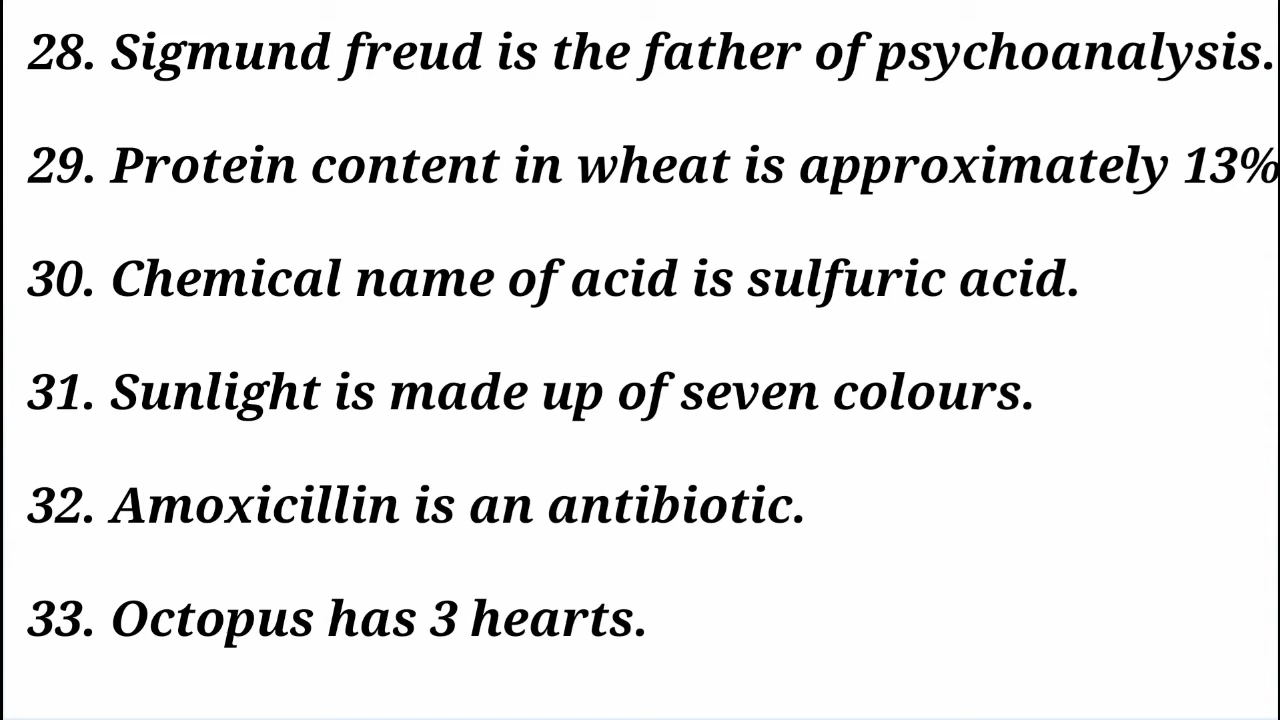 28. Sigmund freud is the father of psychoanalysis.
29. Protein content in wheat is approximately 13%
30. Chemical name of acid is sulfuric acid.
31. Sunlight is made up of seven colours.
32. Amoxicillin is an antibiotic.
33. Octopus has 3 hearts.